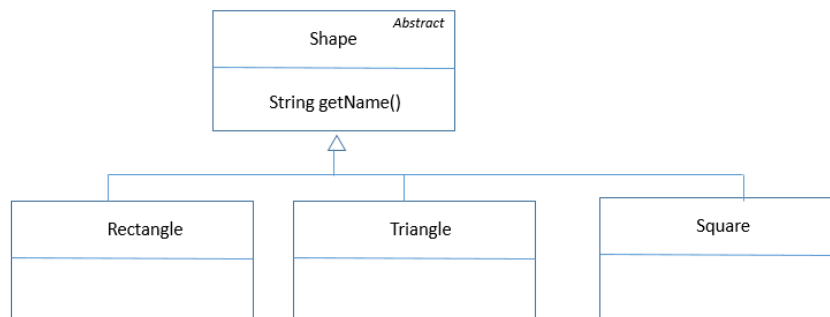 Abstract
Shape
String getName()
Rectangle
Triangle
Square